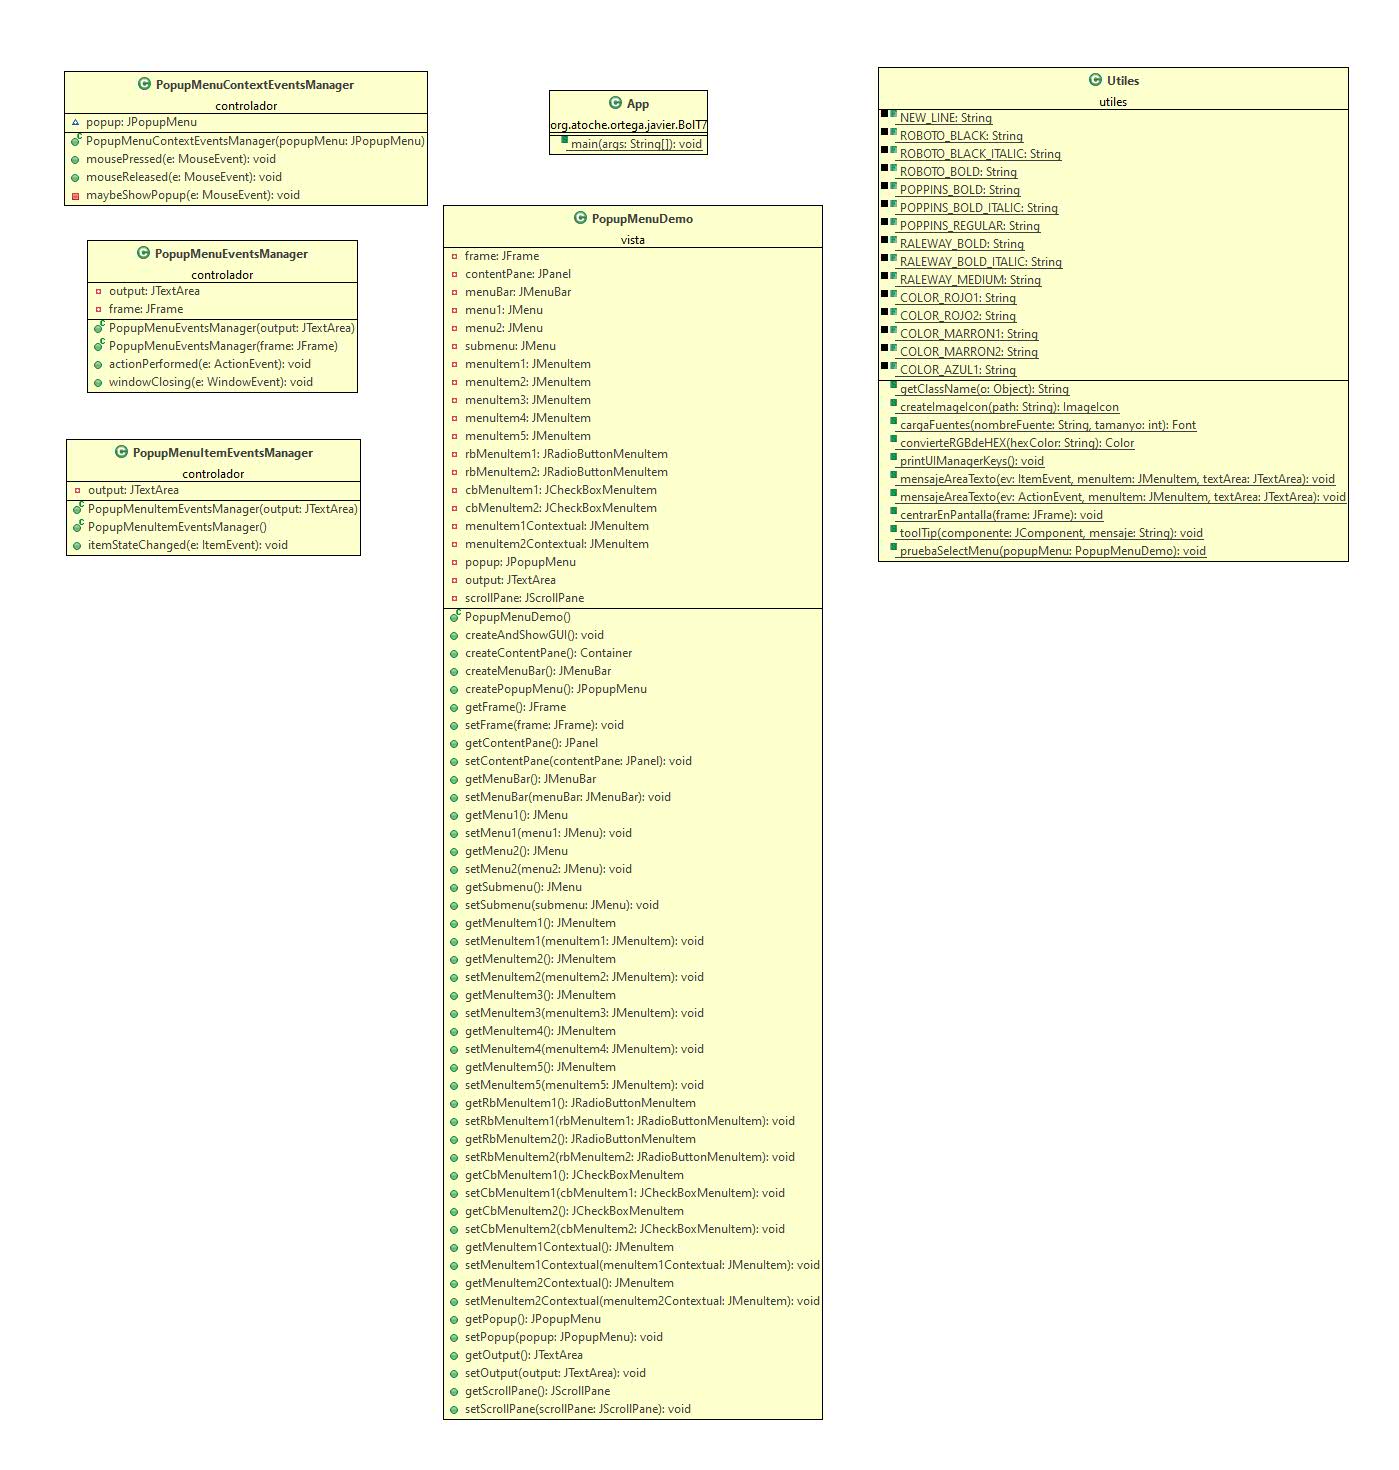 PopupMenuContextEventsManager
controlador
popup: JPopupMenu
PopupMenuContextEventsManager(popupMenu: JPopupMenu)
mousePressed(e: MouseEvent): void
mouseReleased(e: MouseEvent): void
maybeShowPopup(e: MouseEvent): void
PopupMenuEventsManager
controlador
output: JTextArea
frame: JFrame
PopupMenuEventsManager(output: JTextArea)
PopupMenuEventsManager(frame: JFrame)
actionPerformed(e: ActionEvent): void
windowClosing(e: WindowEvent): void
PopupMenuItemEventsManager
controlador
output: JTextArea
PopupMenuItemEventsManager(output: JTextArea)
PopupMenuItemEventsManager()
itemStateChanged(e: ItemEvent): void
App
org.atoche.ortega.javier.BolT7
main(args: String[]): void
PopupMenuDemo
vista
frame: JFrame
contentPane: JPanel
menuBar: JMenuBar
menu1: JMenu
menu2: JMenu
submenu: JMenu
menuItem1: JMenuItem
menuItem2: JMenuItem
menuItem3: JMenuItem
menuItem4: JMenuItem
menuItem5: JMenuItem
rbMenuItem1: JRadioButtonMenuItem
rbMenuItem2: JRadioButtonMenuItem
cbMenuItem1: JCheckBoxMenuItem
cbMenuItem2: JCheckBoxMenuItem
menuItem1Contextual: JMenuItem
menuItem2Contextual: JMenuItem
popup: JPopupMenu
output: JTextArea
scrollPane: JScrollPane
PopupMenuDemo()
createAndShowGUI(): void
createContentPane(): Container
createMenuBar(): JMenuBar
createPopupMenu(): JPopupMenu
getFrame(): JFrame
setFrame(frame: JFrame): void
getContentPane(): JPanel
setContentPane(contentPane: JPanel): void
getMenuBar(): JMenuBar
setMenuBar(menuBar: JMenuBar): void
getMenu1(): JMenu
setMenu1(menu1: JMenu): void
getMenu2(): JMenu
setMenu2(menu2: JMenu): void
getSubmenu(): JMenu
setSubmenu(submenu: JMenu): void
getMenuItem1(): JMenuItem
setMenuItem1(menuItem1: JMenuItem): void
getMenuItem2(): JMenuItem
setMenuItem2(menuItem2: JMenuItem): void
getMenuItem3(): JMenuItem
setMenuItem3(menuItem3: JMenuItem): void
getMenuItem4(): JMenuItem
setMenuItem4(menuItem4: JMenuItem): void
getMenuItem5(): JMenuItem
setMenuItem5(menuItem5: JMenuItem): void
getRbMenuItem1(): JRadioButtonMenuItem
setRbMenuItem1(rbMenuItem1: JRadioButtonMenuItem): void
getRbMenuItem2(): JRadioButtonMenuItem
setRbMenuItem2(rbMenuItem2: JRadioButtonMenuItem): void
getCbMenuItem1(): JCheckBoxMenuItem
setCbMenuItem1(cbMenuItem1: JCheckBoxMenuItem): void
getCbMenuItem2(): JCheckBoxMenuItem
setCbMenuItem2(cbMenuItem2: JCheckBoxMenuItem): void
getMenuItem1Contextual(): JMenuItem
setMenuItem1Contextual(menuItem1Contextual: JMenuItem): void
getMenuItem2Contextual(): JMenuItem
setMenuItem2Contextual(menuItem2Contextual: JMenuItem): void
getPopup(): JPopupMenu
setPopup(popup: JPopupMenu): void
getOutput(): JTextArea
setOutput(output: JTextArea): void
getScrollPane(): JScrollPane
setScrollPane(scrollPane: JScrollPane): void
Utiles
utiles
NEW_LINE: String
ROBOTO_BLACK: String
ROBOTO_BLACK_ITALIC: String
ROBOTO_BOLD: String
POPPINS_BOLD: String
POPPINS_BOLD_ITALIC: String
POPPINS_REGULAR: String
RALEWAY_BOLD: String
RALEWAY_BOLD_ITALIC: String
RALEWAY_MEDIUM: String
COLOR_ROJO1: String
COLOR_ROJO2: String
COLOR_MARRON1: String
COLOR_MARRON2: String
COLOR_AZUL1: String
getClassName(o: Object): String
createImageIcon(path: String): ImageIcon
cargaFuentes(nombreFuente: String, tamanyo: int): Font
convierteRGBdeHEX(hexColor: String): Color
printUIManagerKeys(): void
mensajeAreaTexto(ev: ItemEvent, menuItem: JMenuItem, textArea: JTextArea): void
mensajeAreaTexto(ev: ActionEvent, menuItem: JMenuItem, textArea: JTextArea): void
centrarEnPantalla(frame: JFrame): void
toolTip(componente: JComponent, mensaje: String): void
pruebaSelectMenu(popupMenu: PopupMenuDemo): void